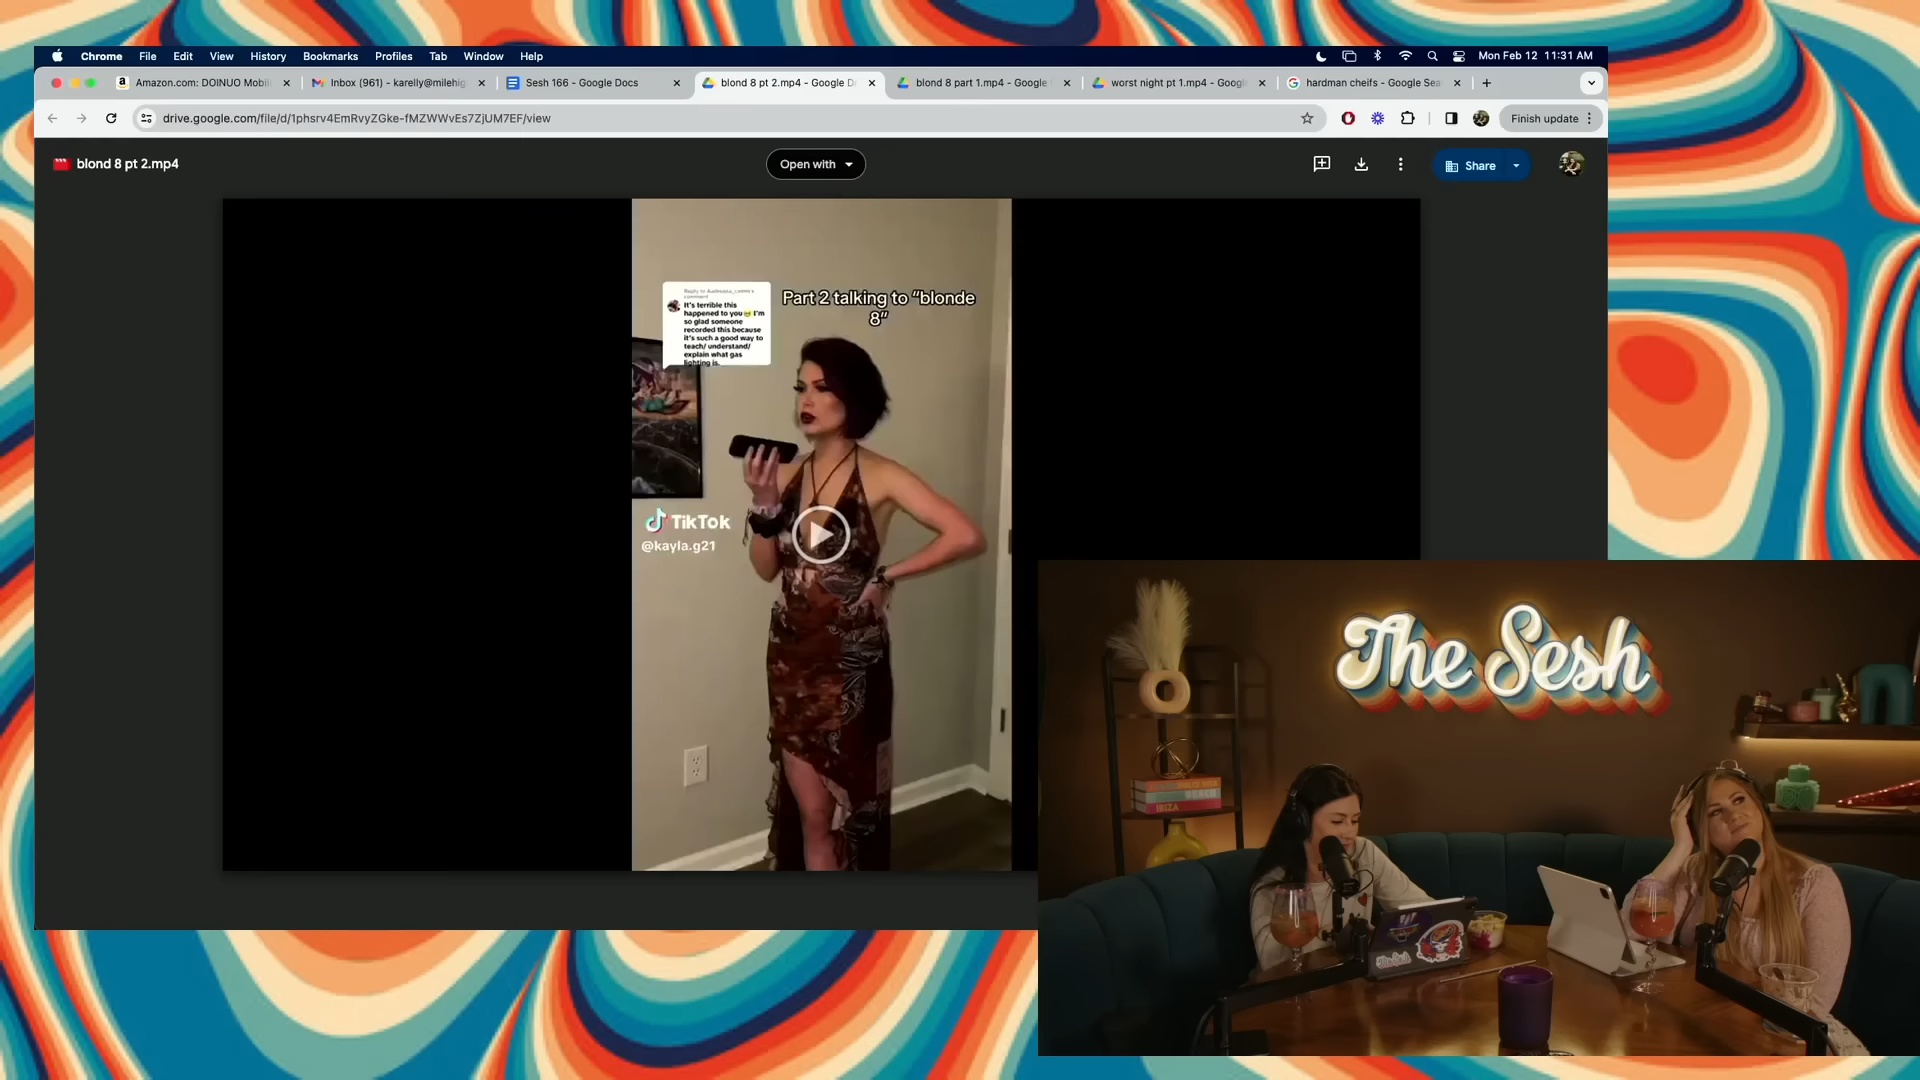 Chrome File Edit View History Bookmarks Profiles Tab Window Help Mon Feb 12 11:31 AM
Amazon.com: DOINUO Mobil Inbox (961) - karelly@milehig Sesh 166 - Google Docs blond 8 pt 2.mp4 - Google D blond 8 part 1.mp4 - Google worst night pt 1.mp4 - Googl hardman cheifs - Google Sea
drive.google.com/file/d/1phsrv4EmRvyZGke-fMZWWvEs7ZjUM7EF/view Finish update
blond 8 pt 2.mp4 Open with Share
It's terrible this
happened to you I'm
so glad someone
recorded this because
it's such a good way to
teach/ understand/
explain what gas
lighting is.
Part 2 talking to "blonde
8"
TikTok
@kayla.g21
The Sesh
IBIZA
The Sesh